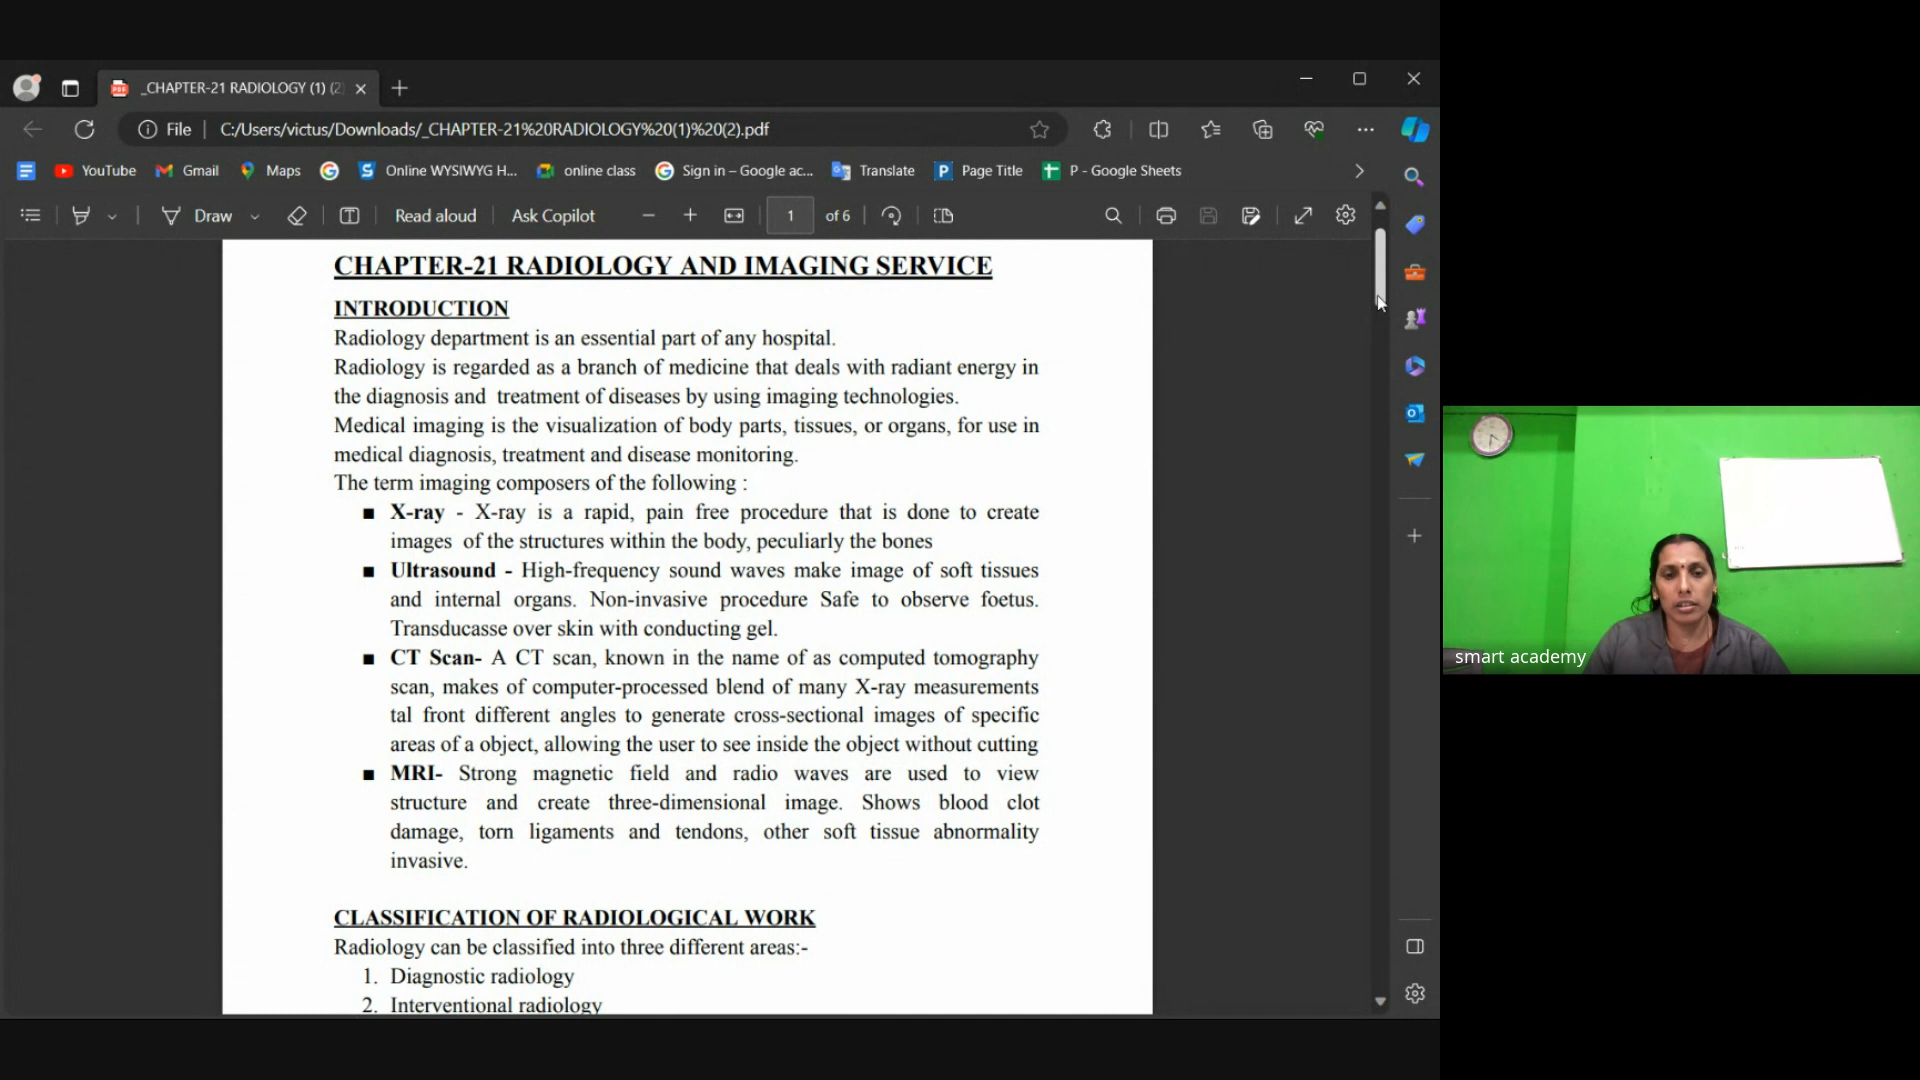 _CHAPTER-21 RADIOLOGY (1) (2)
File
C:/Users/victus/Downloads/_CHAPTER-21%20RADIOLOGY%20(1)%20(2).pdf
YouTube Gmail Maps Online WYSIWYG H... online class Sign in – Google ac... Translate Page Title P - Google Sheets
Draw Read aloud Ask Copilot 1 of 6
CHAPTER-21 RADIOLOGY AND IMAGING SERVICE
INTRODUCTION
Radiology department is an essential part of any hospital.
Radiology is regarded as a branch of medicine that deals with radiant energy in
the diagnosis and treatment of diseases by using imaging technologies.
Medical imaging is the visualization of body parts, tissues, or organs, for use in
medical diagnosis, treatment and disease monitoring.
The term imaging composers of the following :
■ X-ray - X-ray is a rapid, pain free procedure that is done to create
images of the structures within the body, peculiarly the bones
■ Ultrasound - High-frequency sound waves make image of soft tissues
and internal organs. Non-invasive procedure Safe to observe foetus.
Transducasse over skin with conducting gel.
■ CT Scan- A CT scan, known in the name of as computed tomography
scan, makes of computer-processed blend of many X-ray measurements
tal front different angles to generate cross-sectional images of specific
areas of a object, allowing the user to see inside the object without cutting
■ MRI- Strong magnetic field and radio waves are used to view
structure and create three-dimensional image. Shows blood clot
damage, torn ligaments and tendons, other soft tissue abnormality
invasive.
CLASSIFICATION OF RADIOLOGICAL WORK
Radiology can be classified into three different areas:-
1. Diagnostic radiology
2. Interventional radiology
smart academy